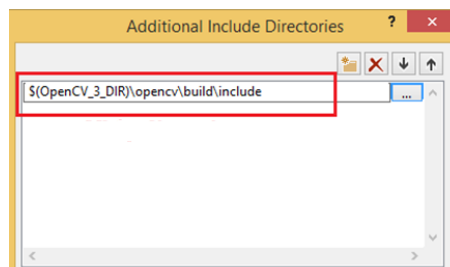 Additional Include Directories
?
$(OpenCV_3_DIR)\opencv\build\include
...